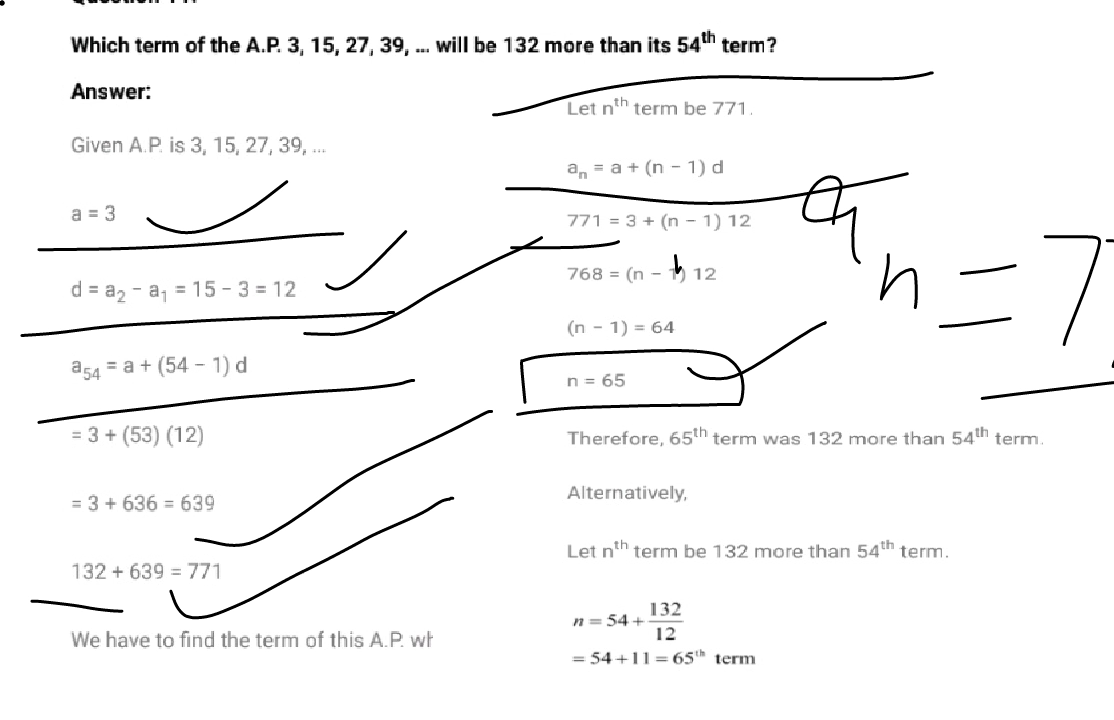 Which term of the A.P. 3, 15, 27, 39, ... will be 132 more than its 54th term?
Answer:
Given A.P. is 3, 15, 27, 39, ...
a = 3
d = a₂ − a₁ = 15 − 3 = 12
a₅₄ = a + (54 − 1) d
= 3 + (53) (12)
= 3 + 636 = 639
132 + 639 = 771
We have to find the term of this A.P.
Let nth term be 771.
aₙ = a + (n − 1) d
771 = 3 + (n − 1) 12
768 = (n − 1) 12
(n − 1) = 64
n = 65
Therefore, 65th term was 132 more than 54th term.
Alternatively,
Let nth term be 132 more than 54th term.
n = 54 + 132/12
= 54 + 11 = 65th term
n = 7